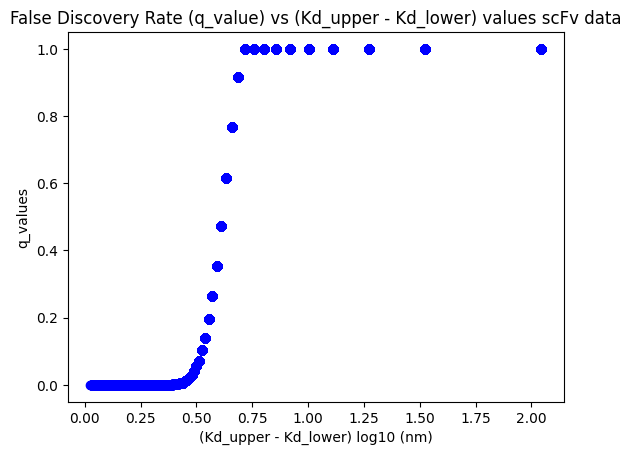 False Discovery Rate (q_value) vs (Kd_upper - Kd_lower) values scFv data
1.0
0.8
0.6
0.4
0.2
0.0
q_values
0.00 0.25 0.50 0.75 1.00 1.25 1.50 1.75 2.00
(Kd_upper - Kd_lower) log10 (nm)